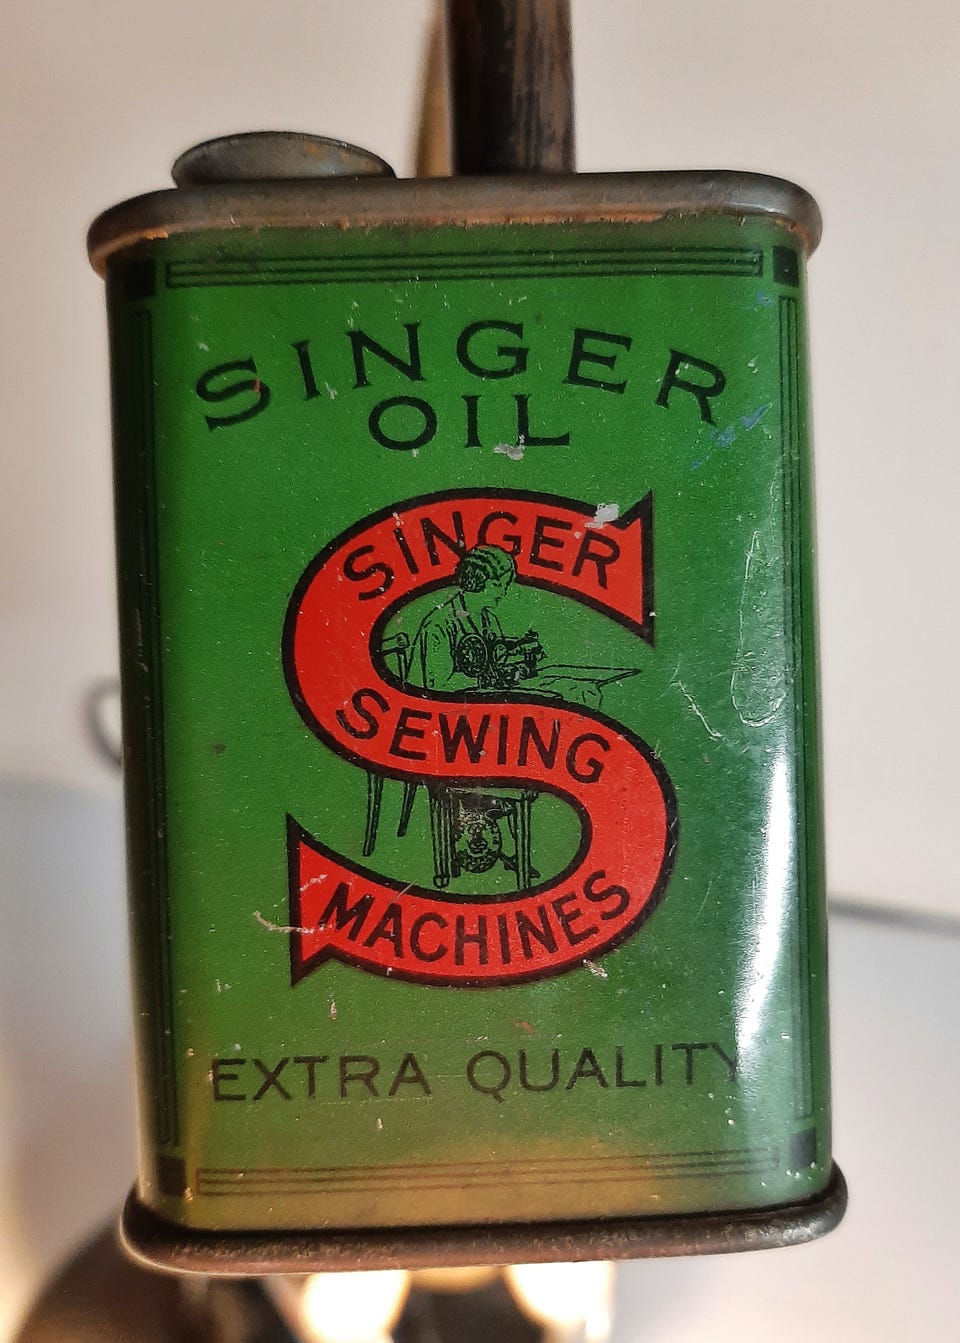 SINGER
OIL
SINGER
SEWING
MACHINES
EXTRA QUALITY